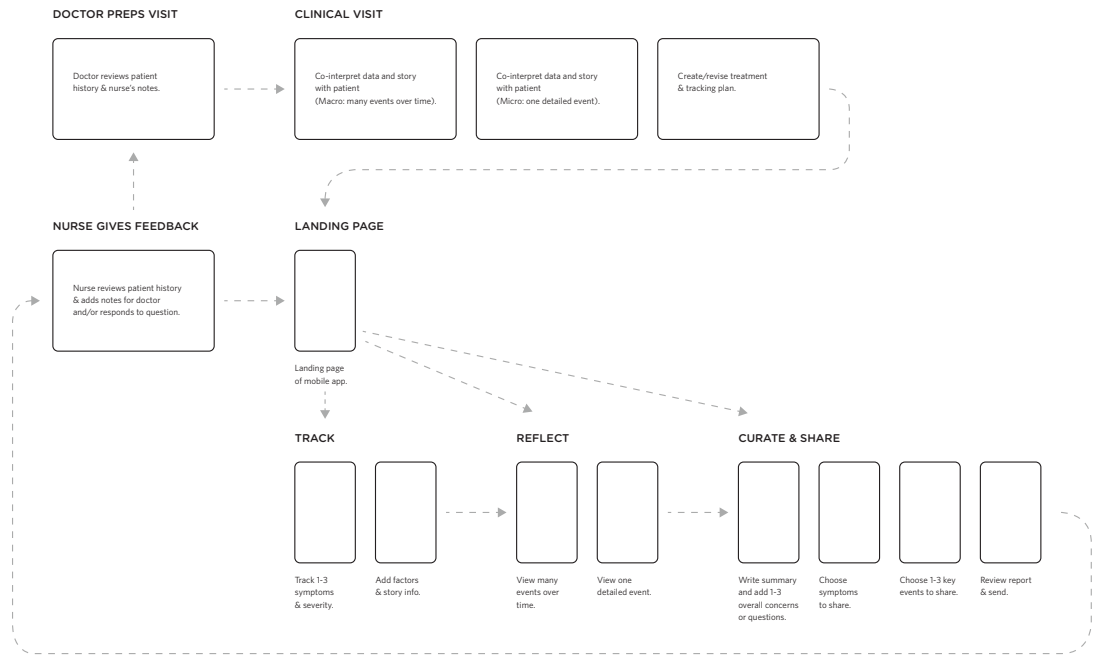 DOCTOR PREPS VISIT
CLINICAL VISIT
Doctor reviews patient
history & nurse's notes.
Co-interpret data and story
with patient
(Macro: many events over time).
Co-interpret data and story
with patient
(Micro: one detailed event).
Create/revise treatment
& tracking plan.
NURSE GIVES FEEDBACK
LANDING PAGE
Nurse reviews patient history
& adds notes for doctor
and/or responds to question.
Landing page
of mobile app.
TRACK
REFLECT
CURATE & SHARE
Track 1-3
symptoms
& severity.
Add factors
& story info.
View many
events over
time.
View one
detailed event.
Write summary
and add 1-3
overall concerns
or questions.
Choose
symptoms
to share.
Choose 1-3 key
events to share.
Review report
& send.